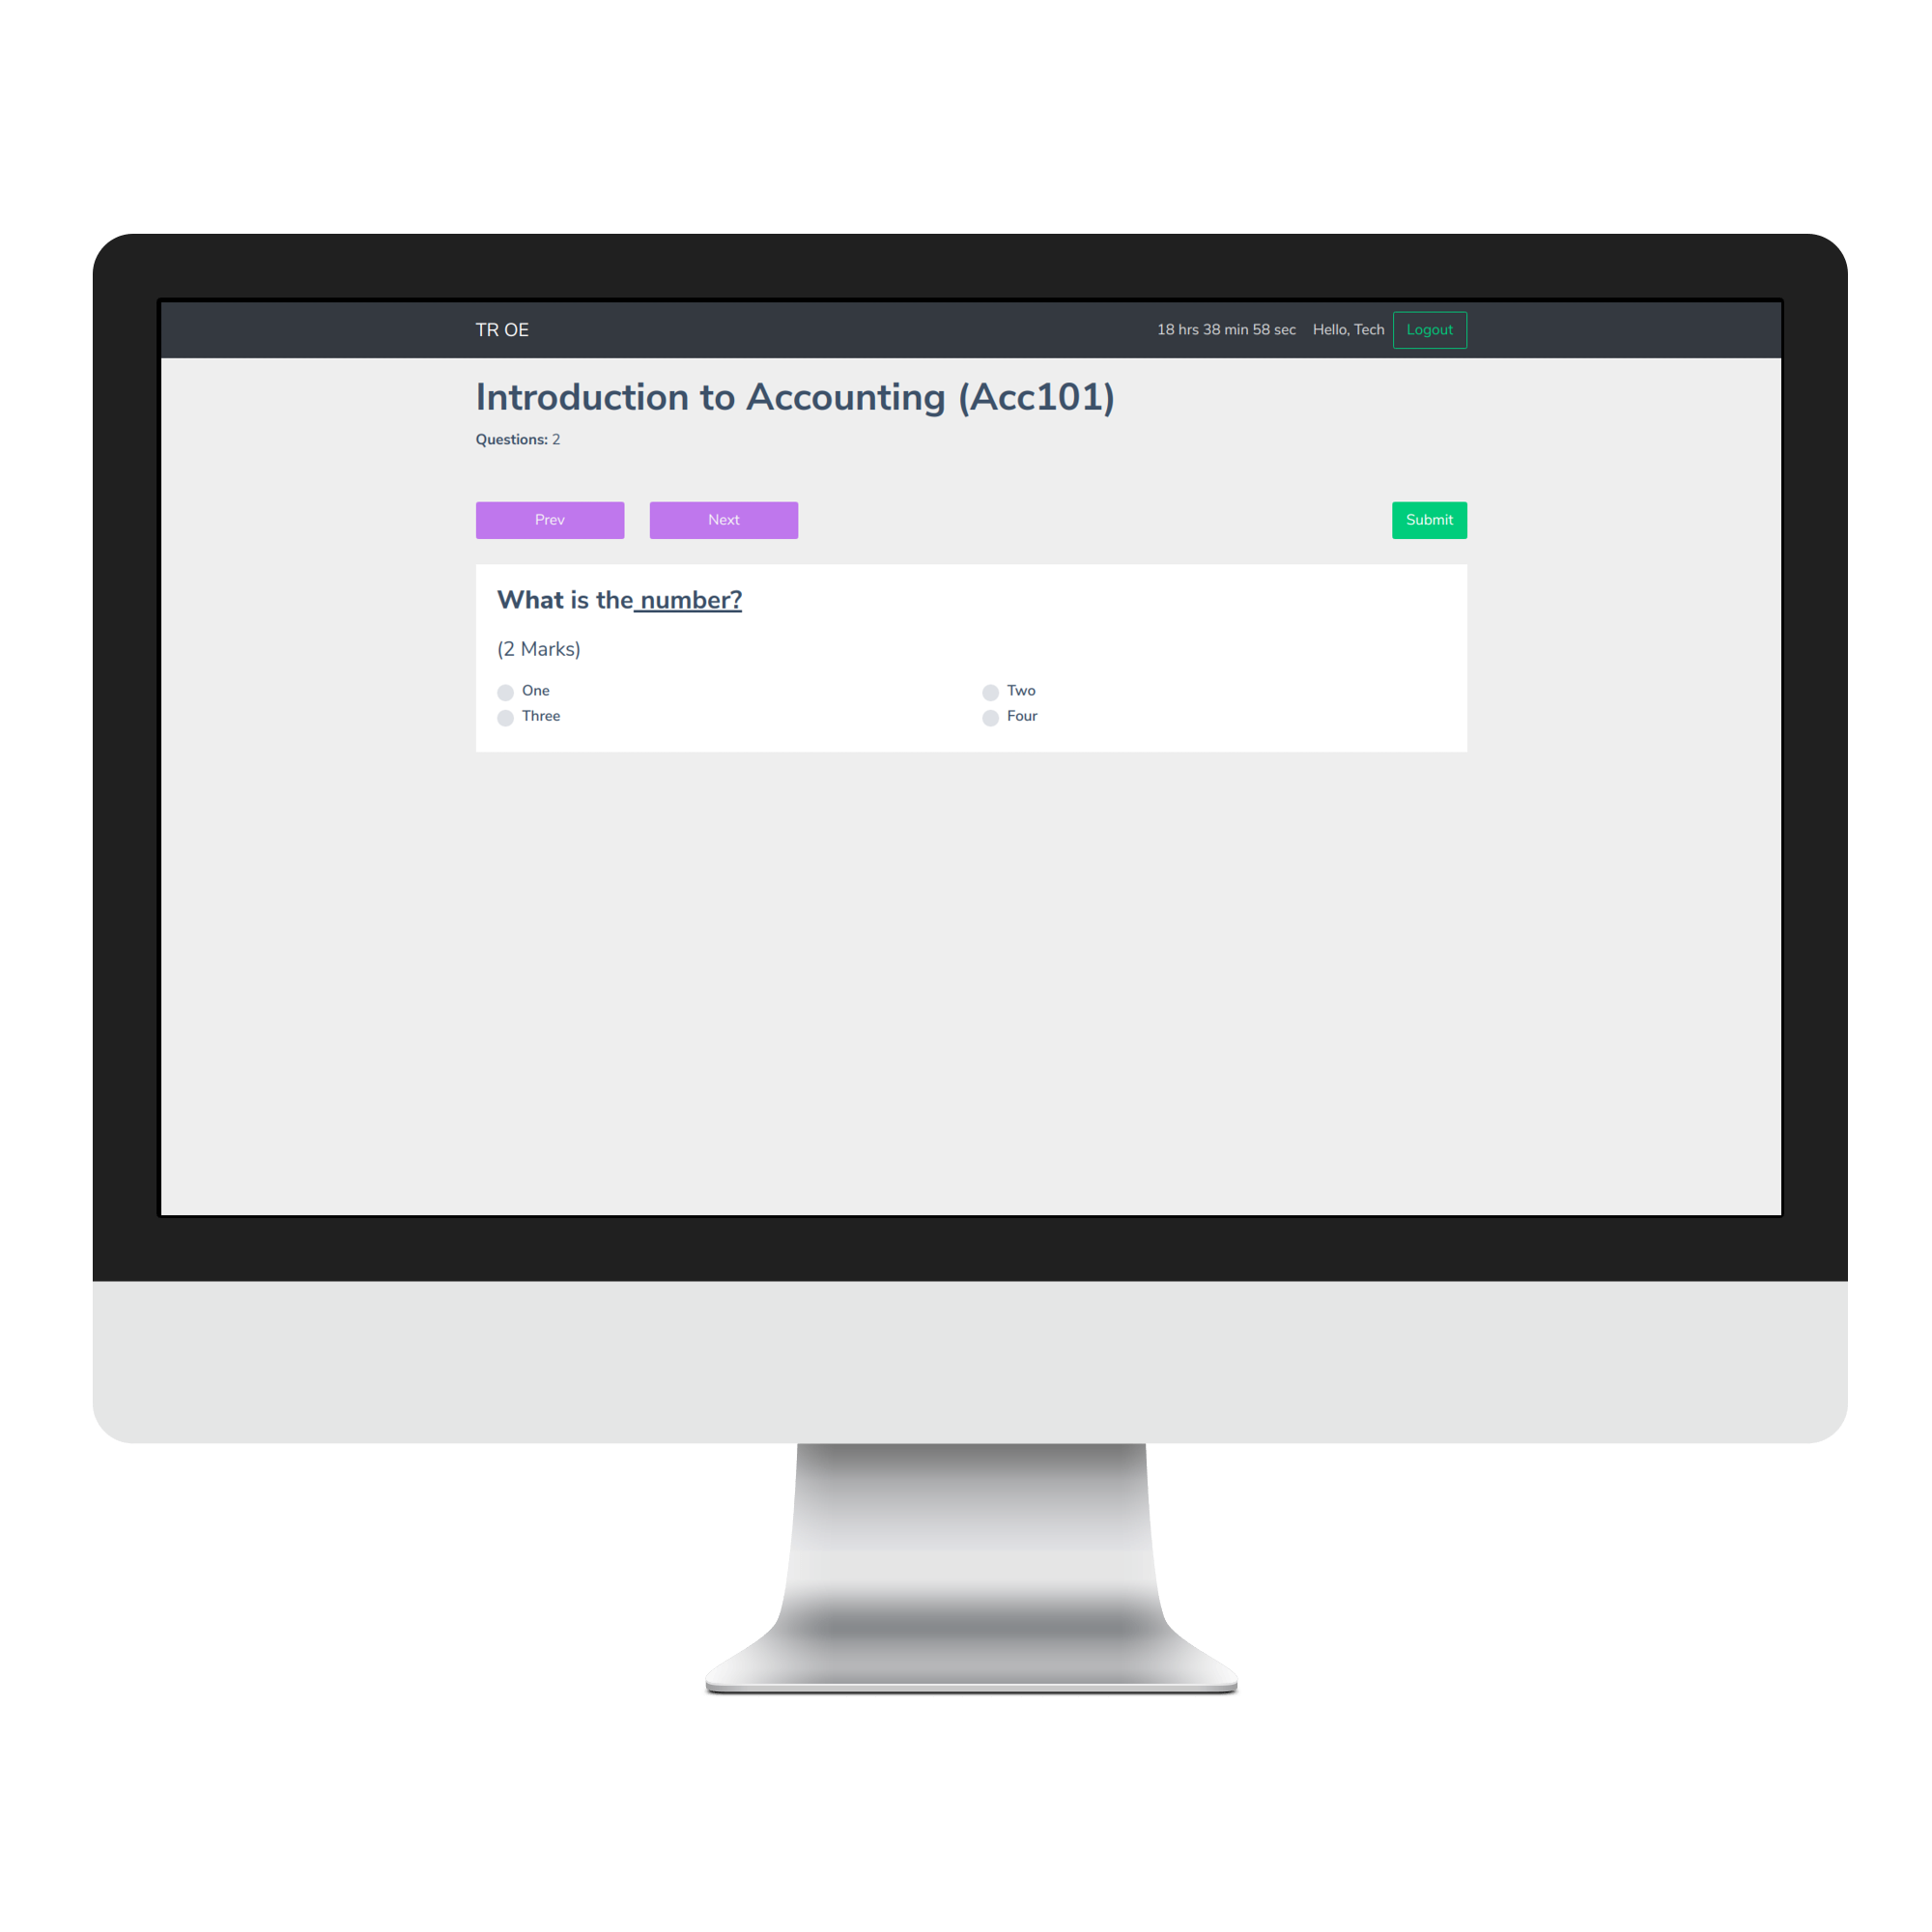 TR OE 18 hrs 38 min 58 sec Hello, Tech Logout
Introduction to Accounting (Acc101)
Questions: 2
Prev Next Submit
What is the number?
(2 Marks)
One Two
Three Four